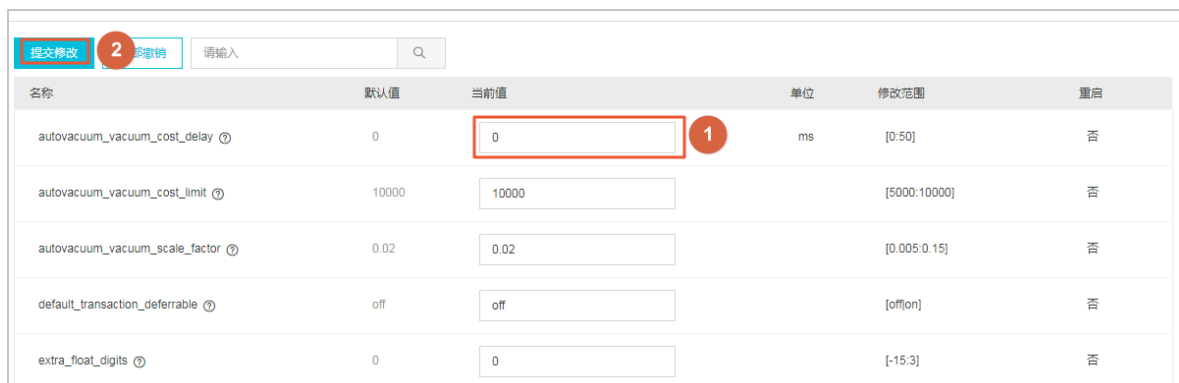 提交修改 2 部撤销 请输入
名称 默认值 当前值 单位 修改范围 重启
autovacuum_vacuum_cost_delay ? 0 0 1 ms [0:50] 否
autovacuum_vacuum_cost_limit ? 10000 10000 [5000:10000] 否
autovacuum_vacuum_scale_factor ? 0.02 0.02 [0.005:0.15] 否
default_transaction_deferrable ? off off [off|on] 否
extra_float_digits ? 0 0 [-15:3] 否